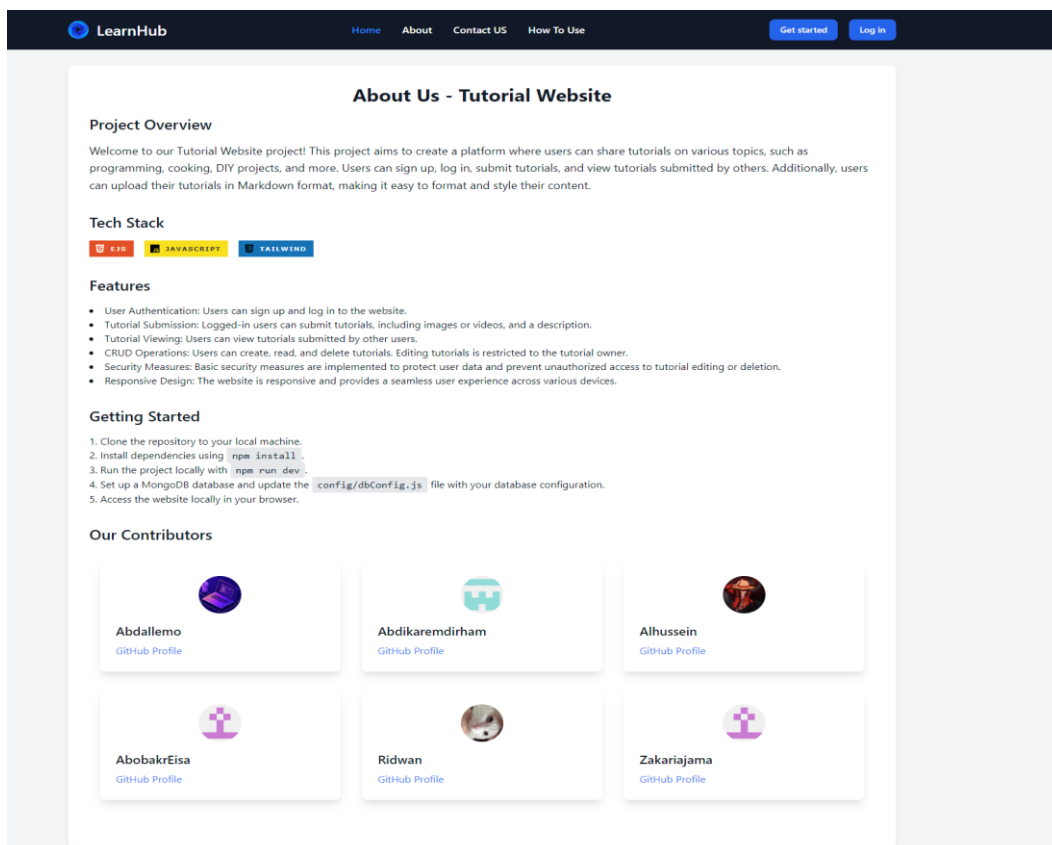 LearnHub
Home About Contact US How To Use
Get started Log in
About Us - Tutorial Website
Project Overview
Welcome to our Tutorial Website project! This project aims to create a platform where users can share tutorials on various topics, such as
programming, cooking, DIY projects, and more. Users can sign up, log in, submit tutorials, and view tutorials submitted by others. Additionally, users
can upload their tutorials in Markdown format, making it easy to format and style their content.
Tech Stack
EJS JAVASCRIPT TAILWIND
Features
• User Authentication: Users can sign up and log in to the website.
• Tutorial Submission: Logged-in users can submit tutorials, including images or videos, and a description.
• Tutorial Viewing: Users can view tutorials submitted by other users.
• CRUD Operations: Users can create, read, and delete tutorials. Editing tutorials is restricted to the tutorial owner.
• Security Measures: Basic security measures are implemented to protect user data and prevent unauthorized access to tutorial editing or deletion.
• Responsive Design: The website is responsive and provides a seamless user experience across various devices.
Getting Started
1. Clone the repository to your local machine.
2. Install dependencies using npm install .
3. Run the project locally with npm run dev .
4. Set up a MongoDB database and update the config/dbConfig.js file with your database configuration.
5. Access the website locally in your browser.
Our Contributors
Abdallemo Abdikaremdirham Alhussein
GitHub Profile GitHub Profile GitHub Profile
AbobakrEisa Ridwan Zakariajama
GitHub Profile GitHub Profile GitHub Profile